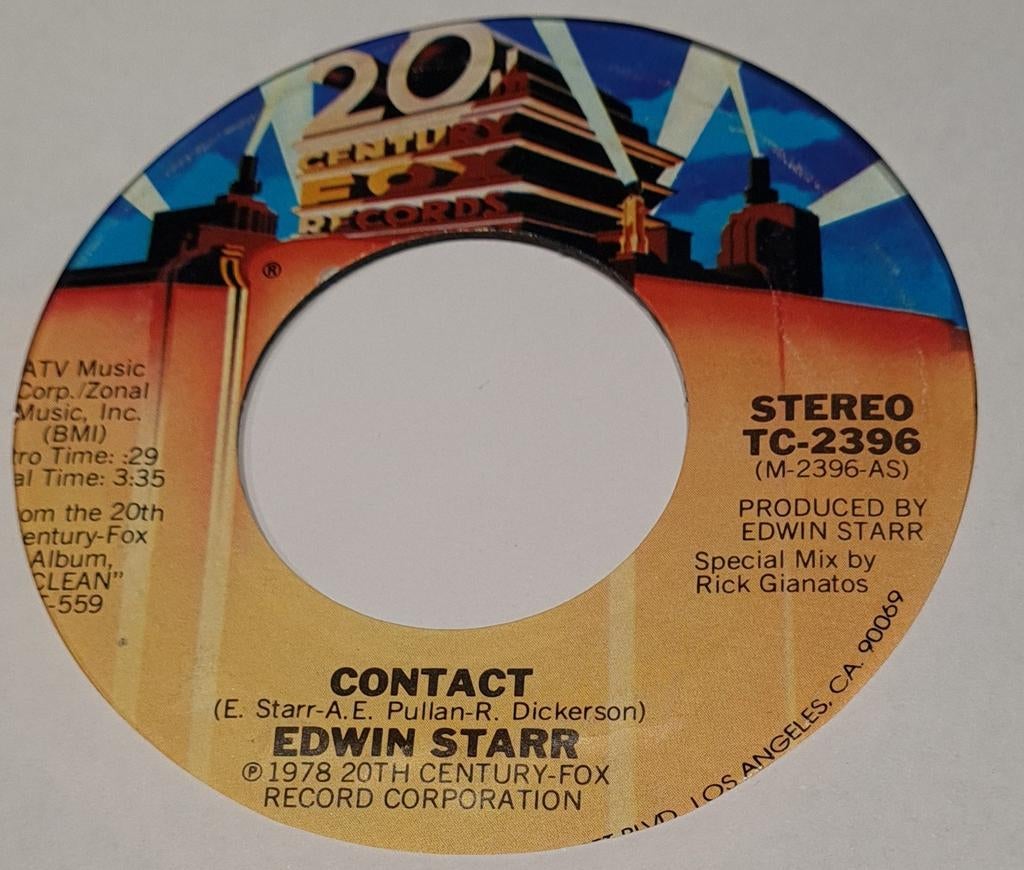 20th
CENTURY
FOX
RECORDS
®
ATV Music
Corp./Zonal
Music, Inc.
(BMI)
tro Time: :29
al Time: 3:35
om the 20th
entury-Fox
Album,
CLEAN"
-559
STEREO
TC-2396
(M-2396-AS)
PRODUCED BY
EDWIN STARR
Special Mix by
Rick Gianatos
CONTACT
(E. Starr-A.E. Pullan-R. Dickerson)
EDWIN STARR
℗ 1978 20TH CENTURY-FOX
RECORD CORPORATION
BLVD. LOS ANGELES, CA. 90069